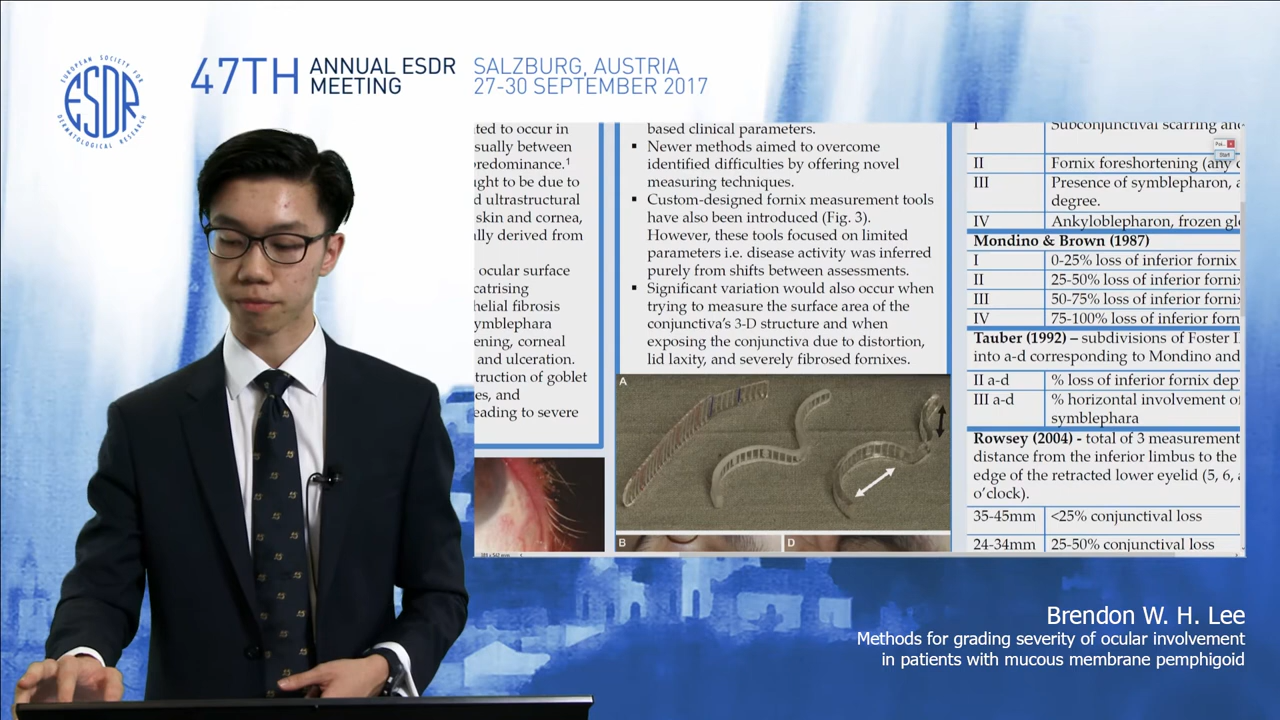 EUROPEAN SOCIETY FOR
ESDR
DERMATOLOGICAL RESEARCH
47TH ANNUAL ESDR MEETING
SALZBURG, AUSTRIA
27-30 SEPTEMBER 2017
ted to occur in
sually between
redominance.¹
ght to be due to
d ultrastructural
skin and cornea,
lly derived from
ocular surface
catrising
helial fibrosis
ymblephara
ening, corneal
and ulceration.
truction of goblet
es, and
eading to severe
based clinical parameters.
▪ Newer methods aimed to overcome
identified difficulties by offering novel
measuring techniques.
▪ Custom-designed fornix measurement tools
have also been introduced (Fig. 3).
However, these tools focused on limited
parameters i.e. disease activity was inferred
purely from shifts between assessments.
▪ Significant variation would also occur when
trying to measure the surface area of the
conjunctiva's 3-D structure and when
exposing the conjunctiva due to distortion,
lid laxity, and severely fibrosed fornixes.
A
B
D
I Subconjunctival scarring and
II Fornix foreshortening (any d
III Presence of symblepharon, a
degree.
IV Ankyloblepharon, frozen glo
Mondino & Brown (1987)
I 0-25% loss of inferior fornix
II 25-50% loss of inferior fornix
III 50-75% loss of inferior fornix
IV 75-100% loss of inferior forn
Tauber (1992) – subdivisions of Foster I
into a-d corresponding to Mondino and
II a-d % loss of inferior fornix dep
III a-d % horizontal involvement of
symblephara
Rowsey (2004) - total of 3 measurement
distance from the inferior limbus to the
edge of the retracted lower eyelid (5, 6, a
o'clock).
35-45mm <25% conjunctival loss
24-34mm 25-50% conjunctival loss
Start
Brendon W. H. Lee
Methods for grading severity of ocular involvement
in patients with mucous membrane pemphigoid